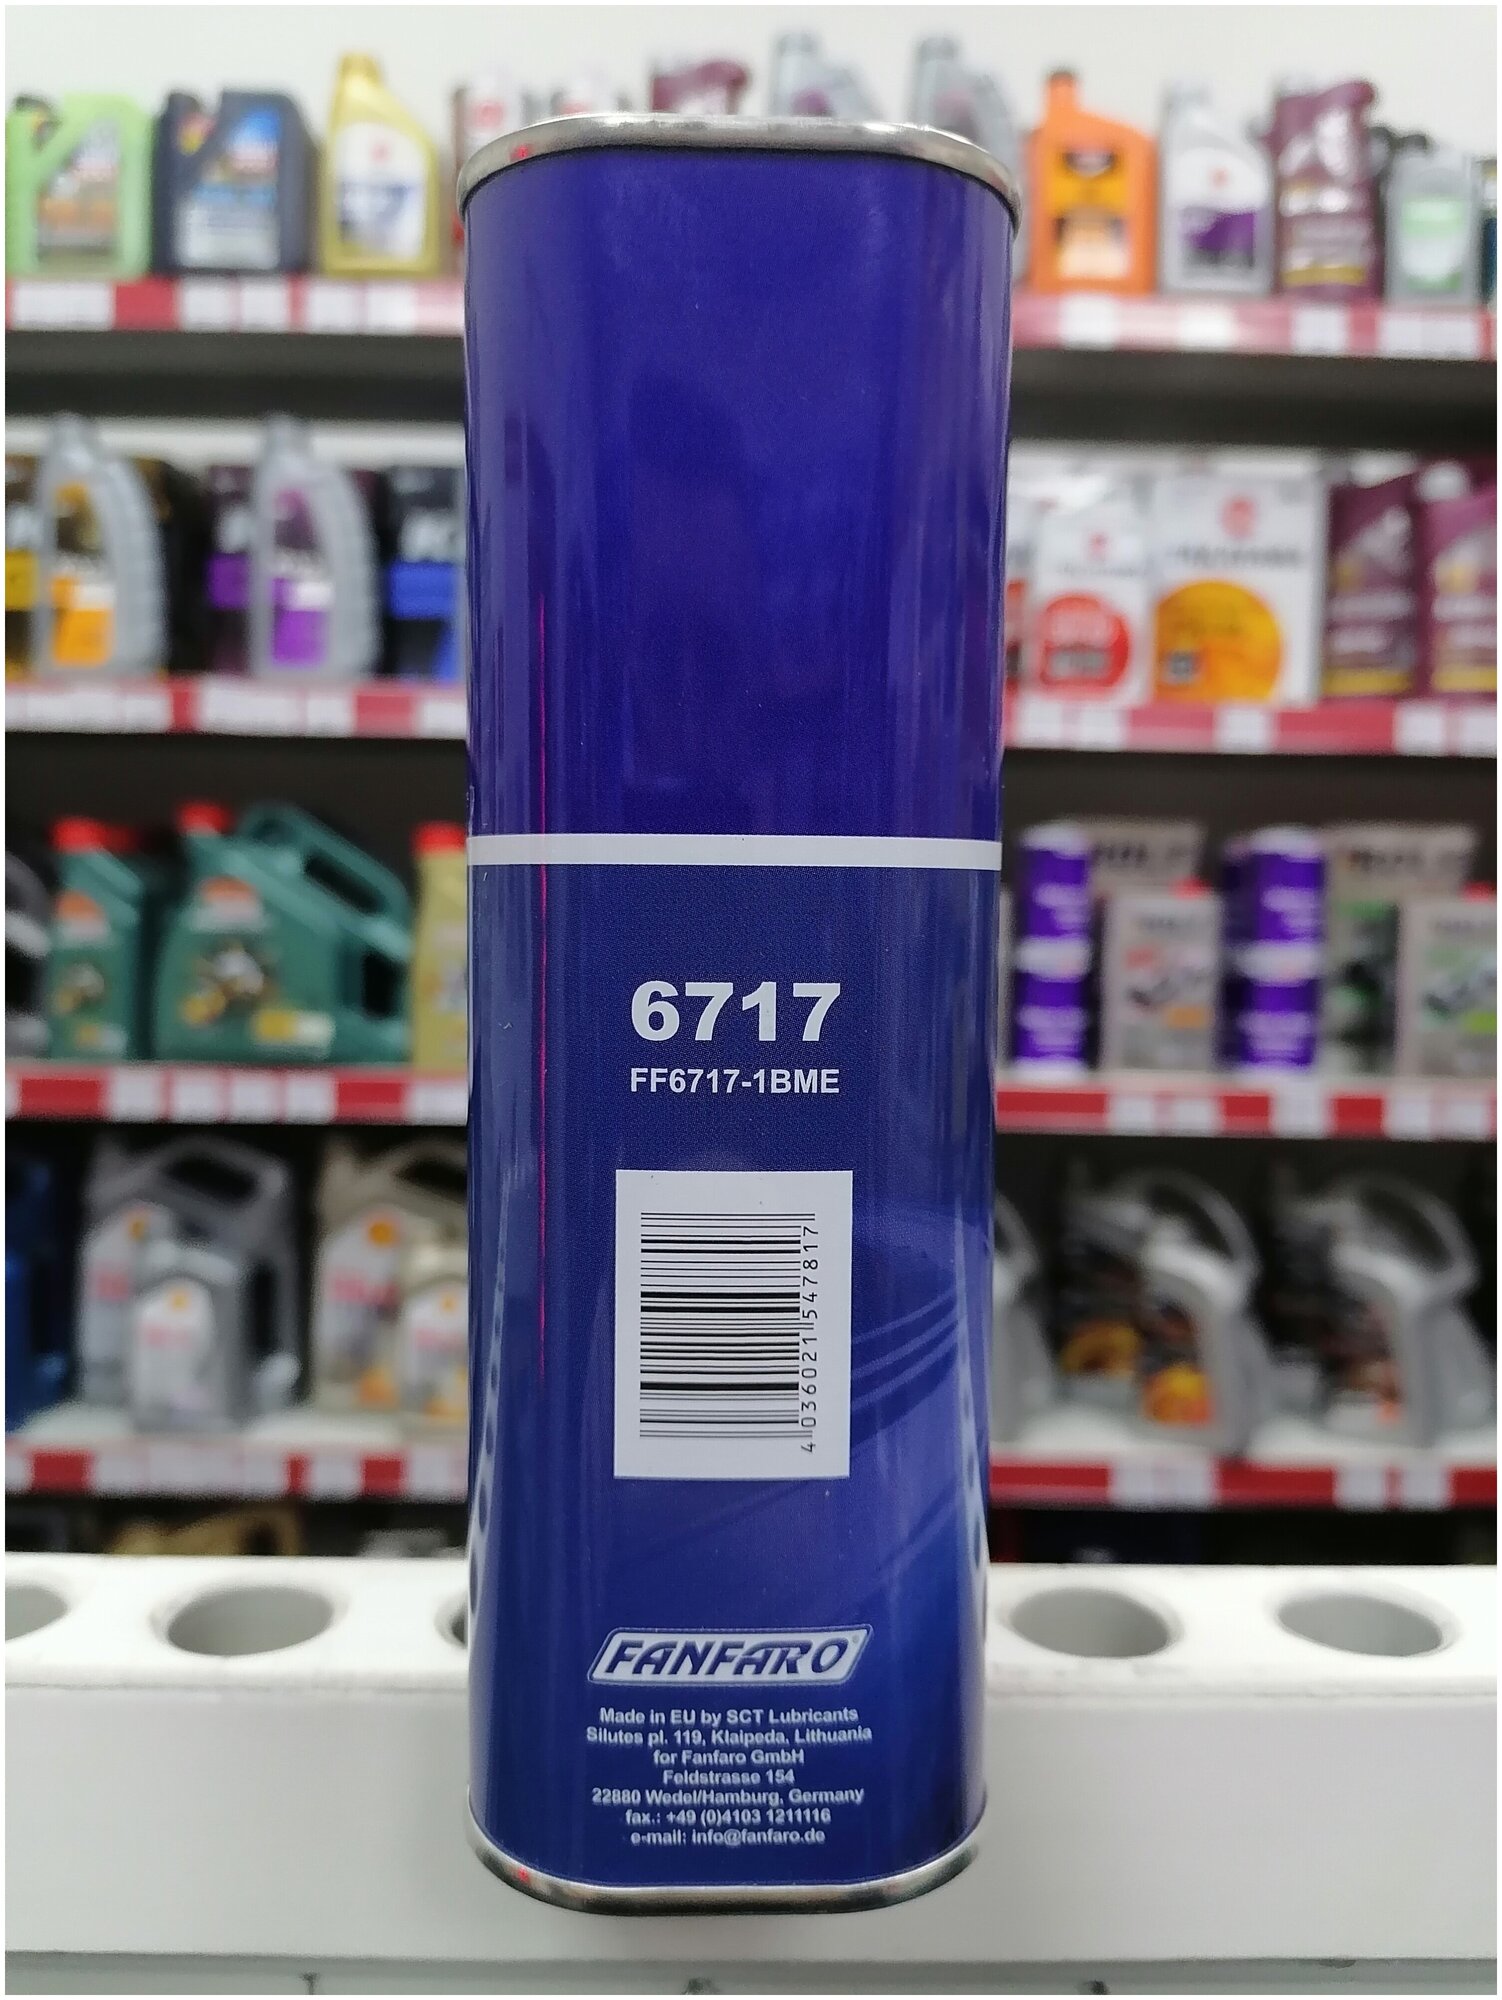 6717
FF6717-1BME
4 036021 547817
FANFARO®
Made in EU by SCT Lubricants
Silutes pl. 119, Klaipeda, Lithuania
for Fanfaro GmbH
Feldstrasse 154
22880 Wedel/Hamburg, Germany
fax.: +49 (0)4103 1211116
e-mail: info@fanfaro.de